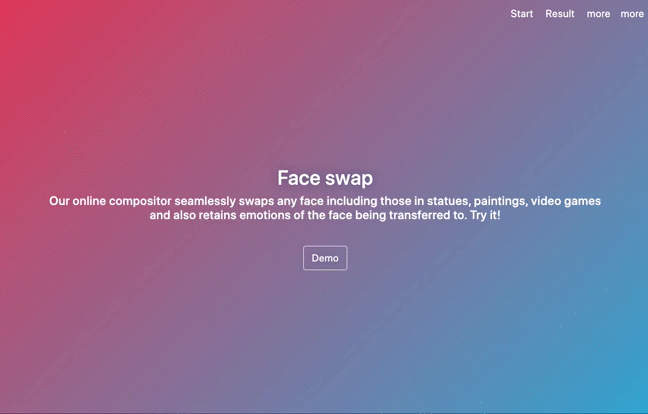 Start Result more more
Face swap
Our online compositor seamlessly swaps any face including those in statues, paintings, video games
and also retains emotions of the face being transferred to. Try it!
Demo